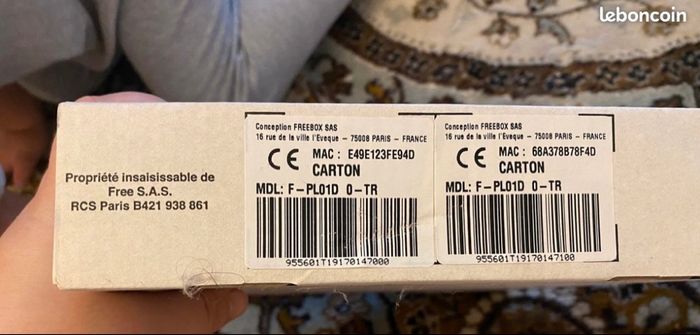 leboncoin
Propriété insaisissable de
Free S.A.S.
RCS Paris B421 938 861
Conception FREEBOX SAS
16 rue de la ville l'Eveque - 75008 PARIS - FRANCE
CE MAC : E49E123FE94D
CARTON
MDL: F-PL01D 0-TR
955601T19170147000
Conception FREEBOX SAS
16 rue de la ville l'Eveque - 75008 PARIS - FRANCE
CE MAC : 68A378B78F4D
CARTON
MDL: F-PL01D 0-TR
955601T19170147100